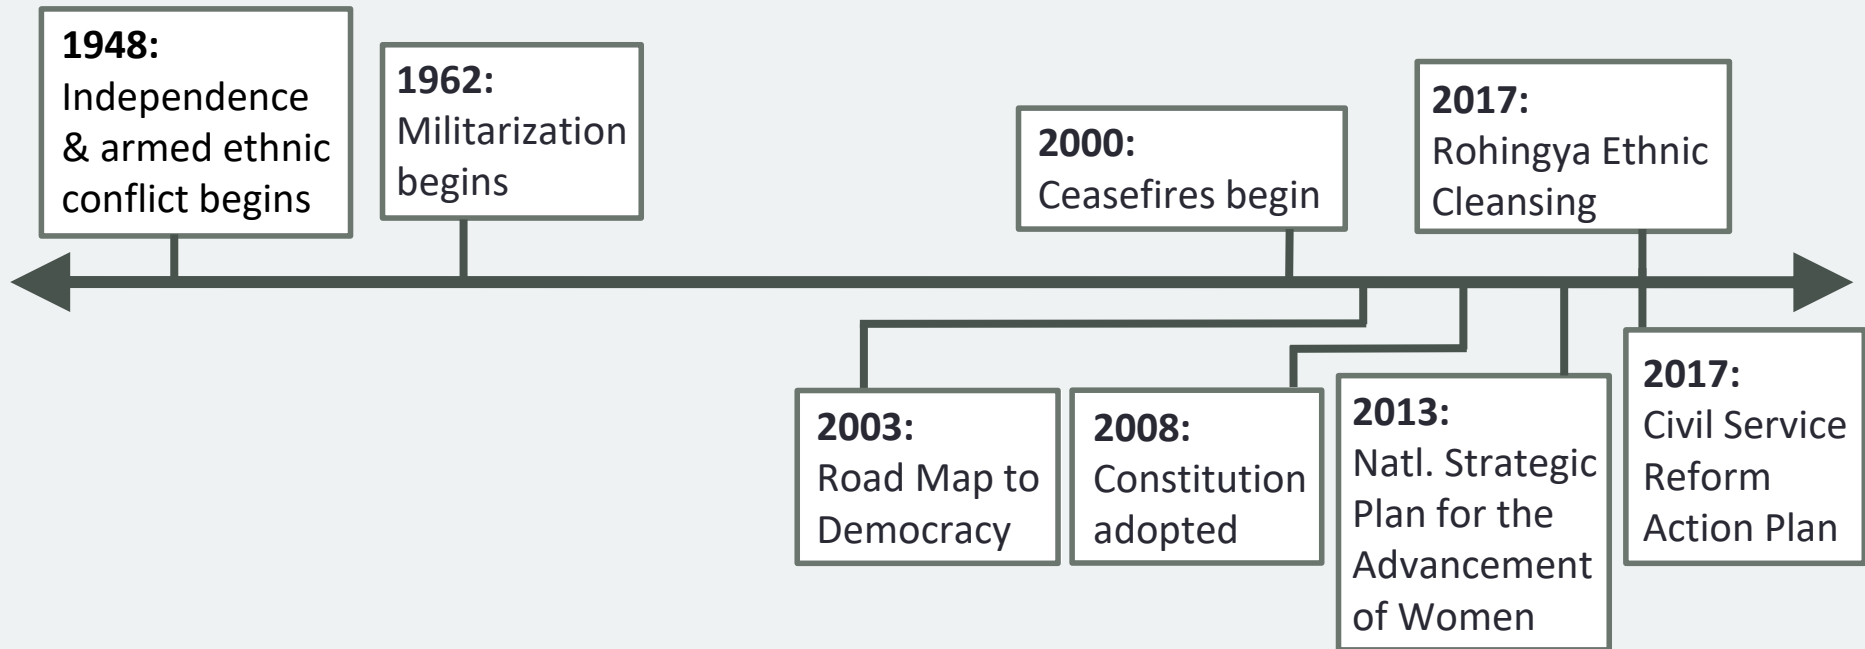 1948:
Independence
& armed ethnic
conflict begins
1962:
Militarization
begins
2000:
Ceasefires begin
2017:
Rohingya Ethnic
Cleansing
2003:
Road Map to
Democracy
2008:
Constitution
adopted
2013:
Natl. Strategic
Plan for the
Advancement
of Women
2017:
Civil Service
Reform
Action Plan